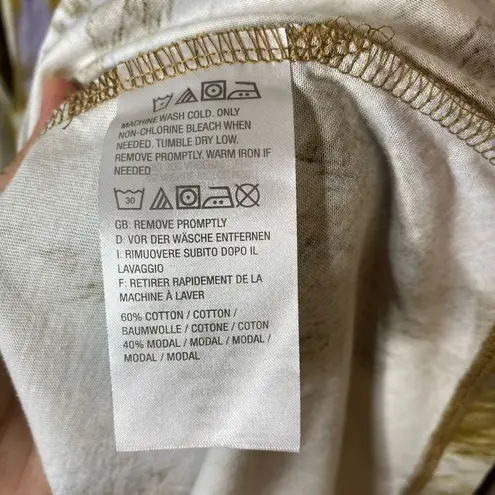 MACHINE WASH COLD. ONLY
NON-CHLORINE BLEACH WHEN
NEEDED. TUMBLE DRY LOW.
REMOVE PROMPTLY. WARM IRON IF
NEEDED
30
GB: REMOVE PROMPTLY
D: VOR DER WÄSCHE ENTFERNEN
I: RIMUOVERE SUBITO DOPO IL
LAVAGGIO
F: RETIRER RAPIDEMENT DE LA
MACHINE À LAVER
60% COTTON / COTTON /
BAUMWOLLE / COTONE / COTON
40% MODAL / MODAL / MODAL /
MODAL / MODAL